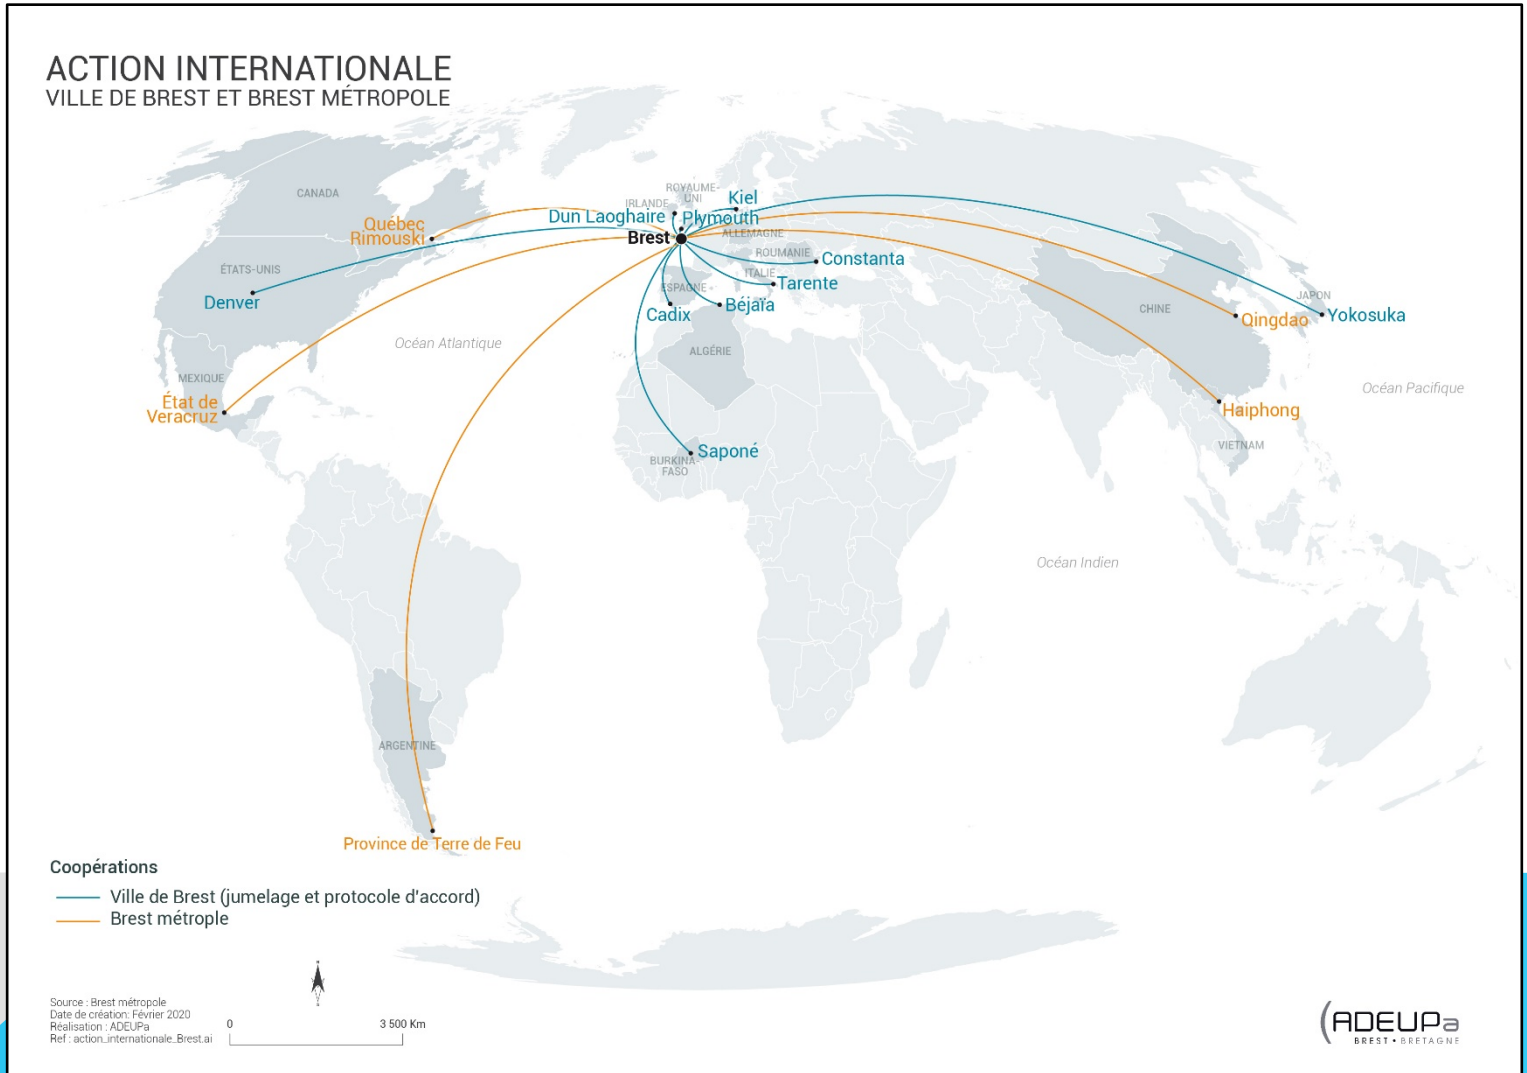 ACTION INTERNATIONALE
VILLE DE BREST ET BREST MÉTROPOLE
CANADA
ROYAUME-
UNI
IRLANDE
Kiel
Québec
Rimouski
Dun Laoghaire
Plymouth
Brest
ALLEMAGNE
ROUMANIE
Constanta
ÉTATS-UNIS
ITALIE
Tarente
Denver
ESPAGNE
Cadix
Béjaïa
JAPON
CHINE
Qingdao
Yokosuka
Océan Atlantique
ALGÉRIE
MEXIQUE
Océan Pacifique
État de
Veracruz
Haiphong
VIETNAM
Saponé
BURKINA-
FASO
Océan Indien
ARGENTINE
Province de Terre de Feu
Coopérations
Ville de Brest (jumelage et protocole d'accord)
Brest métrople
Source : Brest métropole
Date de création: Février 2020
Réalisation : ADEUPa
Ref : action_internationale_Brest.ai
0
3 500 Km
ADEUPa
BREST • BRETAGNE